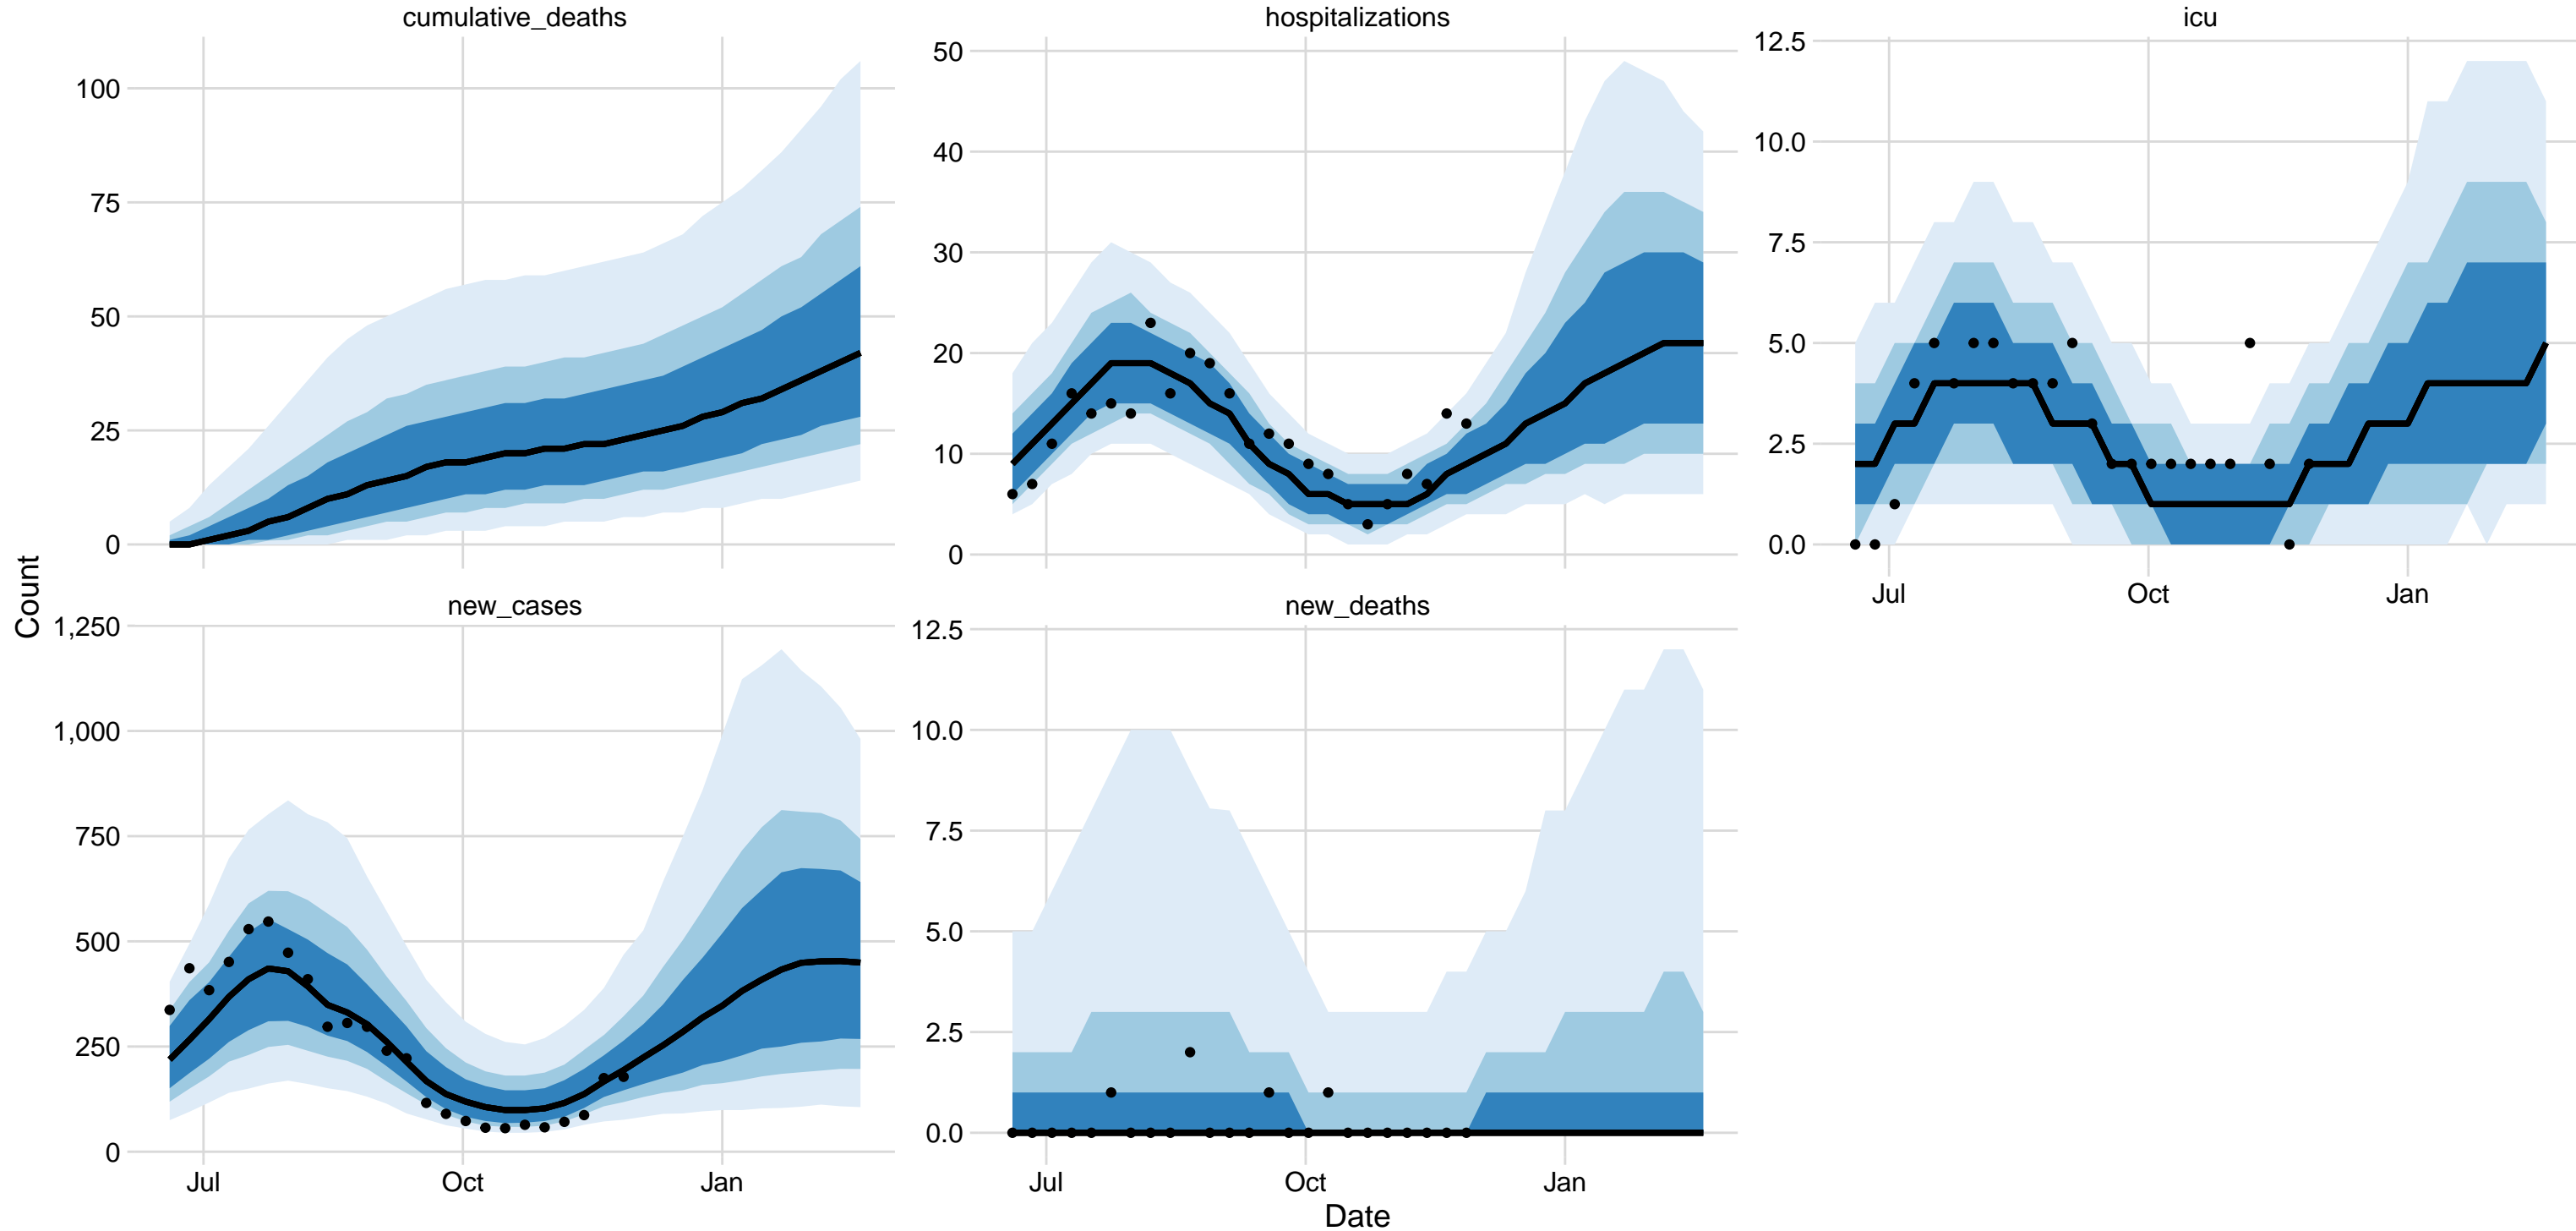 cumulative_deaths
100
75
50
25
0
hospitalizations
50
40
30
20
10
0
icu
12.5
10.0
7.5
5.0
2.5
0.0
Jul Oct Jan
Count
new_cases
1,250
1,000
750
500
250
0
Jul Oct Jan
new_deaths
12.5
10.0
7.5
5.0
2.5
0.0
Jul Oct Jan
Date